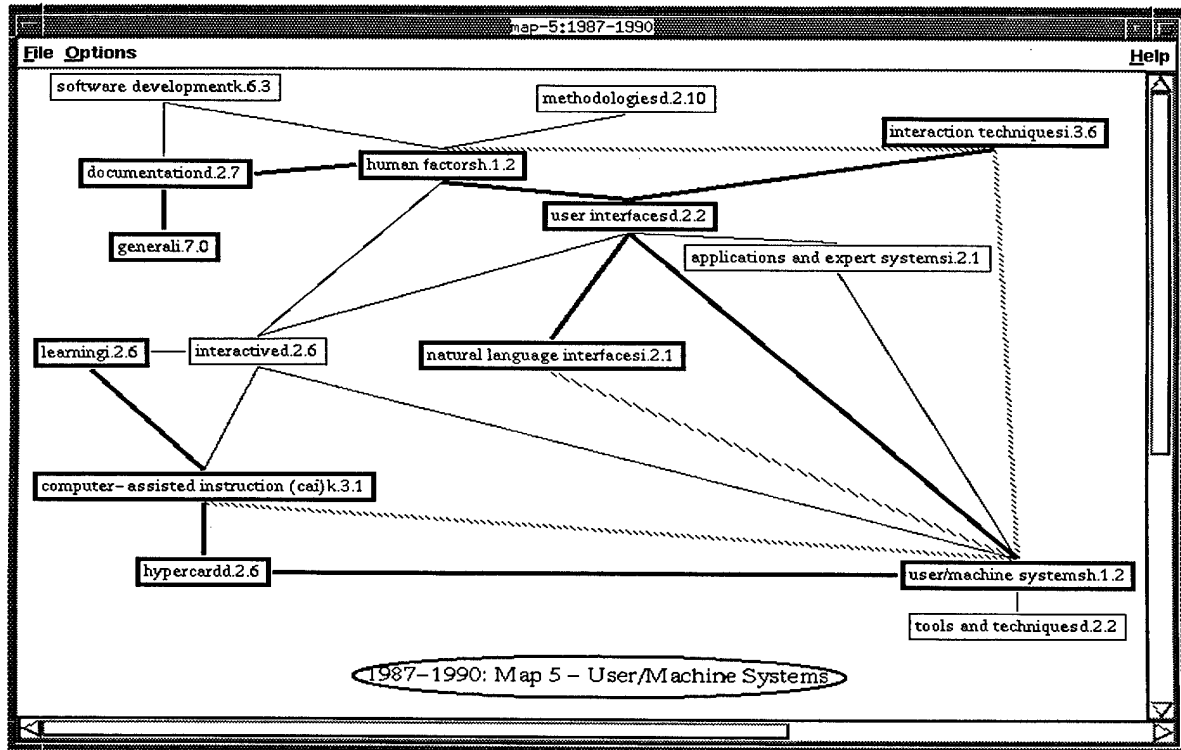 map-5:1987-1990
File Options Help
software developmentk.6.3
methodologiesd.2.10
interaction techniquesi.3.6
documentationd.2.7
human factorsh.1.2
user interfacesd.2.2
generali.7.0
applications and expert systemsi.2.1
learningi.2.6
interactived.2.6
natural language interfacesi.2.1
computer-assisted instruction (cai)k.3.1
hypercardd.2.6
user/machine systemsh.1.2
tools and techniquesd.2.2
1987-1990: Map 5 - User/Machine Systems